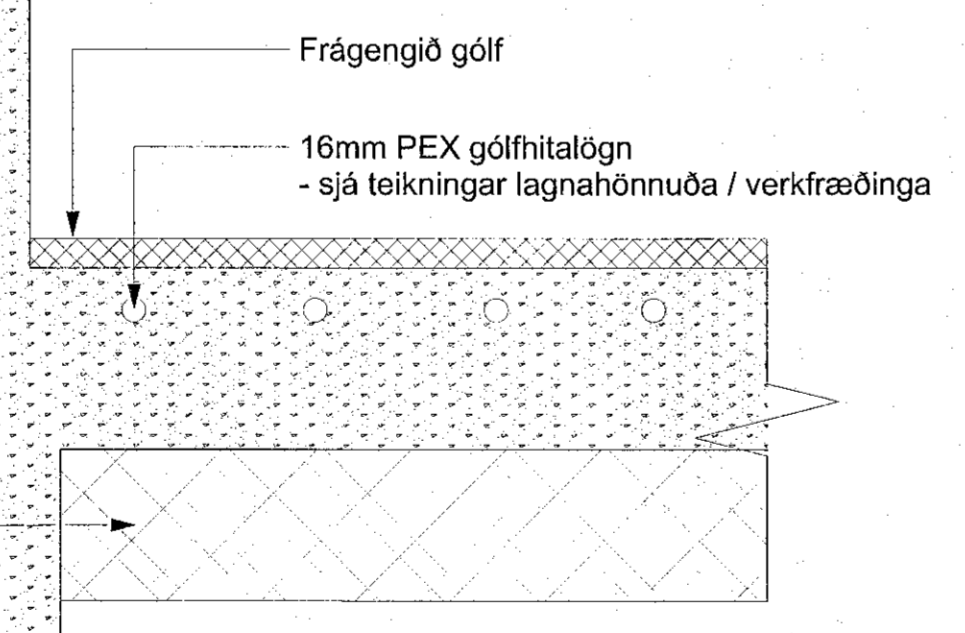 Frágengið gólf
16mm PEX gólfhitalögn
- sjá teikningar lagnahönnuða / verkfræðinga